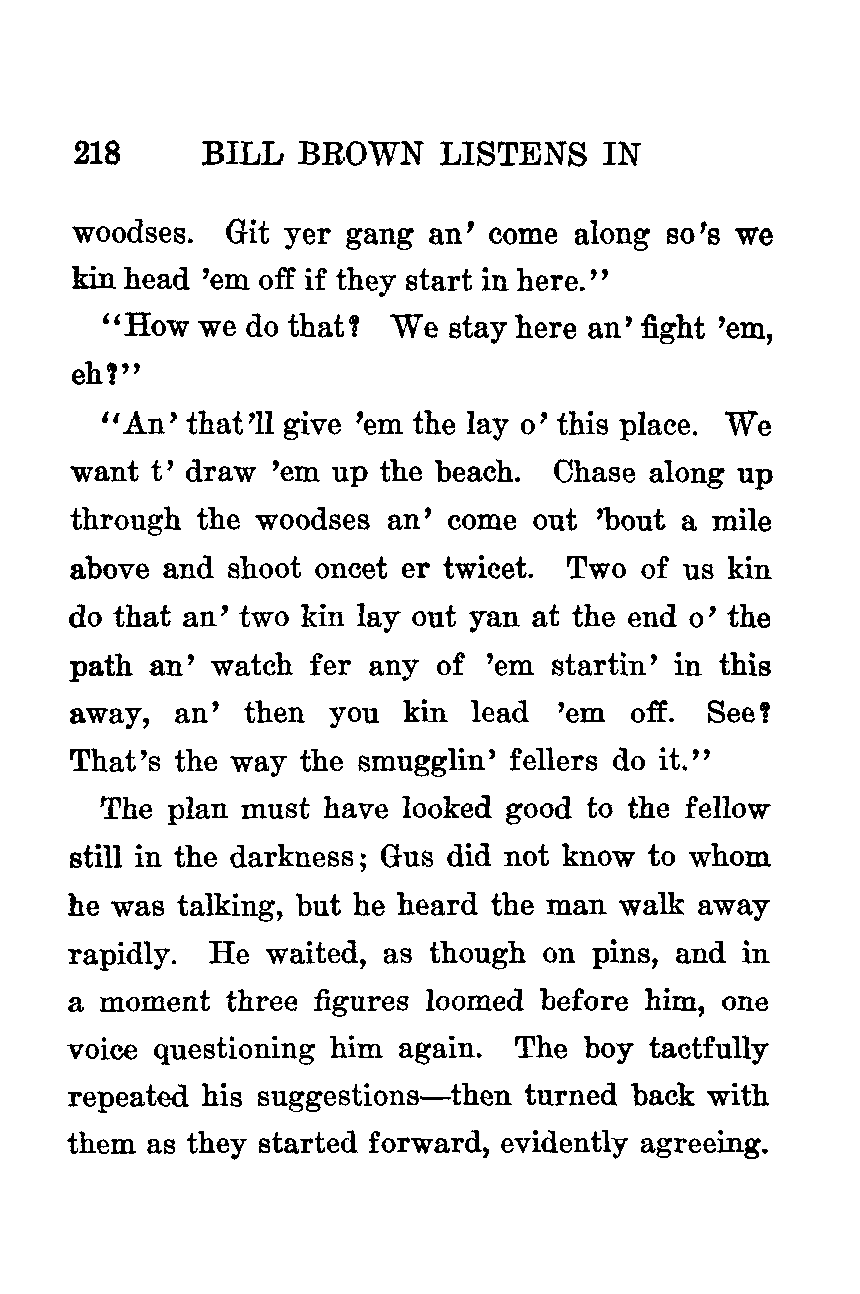 218 BILL BROWN LISTENS IN
woodses. Git yer gang an' come along so's we
kin head 'em off if they start in here."
"How we do that? We stay here an' fight 'em,
eh?"
"An' that'll give 'em the lay o' this place. We
want t' draw 'em up the beach. Chase along up
through the woodses an' come out 'bout a mile
above and shoot oncet er twicet. Two of us kin
do that an' two kin lay out yan at the end o' the
path an' watch fer any of 'em startin' in this
away, an' then you kin lead 'em off. See?
That's the way the smugglin' fellers do it."
The plan must have looked good to the fellow
still in the darkness; Gus did not know to whom
he was talking, but he heard the man walk away
rapidly. He waited, as though on pins, and in
a moment three figures loomed before him, one
voice questioning him again. The boy tactfully
repeated his suggestions—then turned back with
them as they started forward, evidently agreeing.